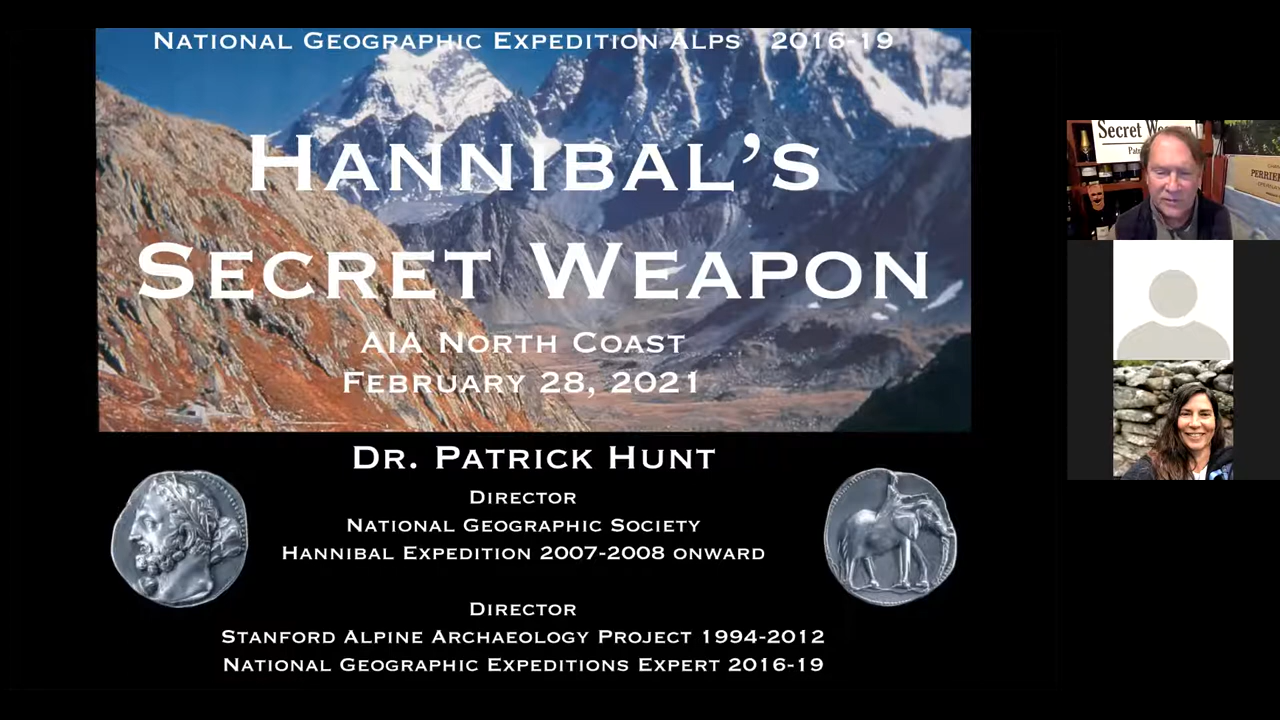 National Geographic Expedition Alps 2016-19
Hannibal's
Secret Weapon
AIA North Coast
February 28, 2021
Dr. Patrick Hunt
Director
National Geographic Society
Hannibal Expedition 2007-2008 onward
Director
Stanford Alpine Archaeology Project 1994-2012
National Geographic Expeditions Expert 2016-19
Secret